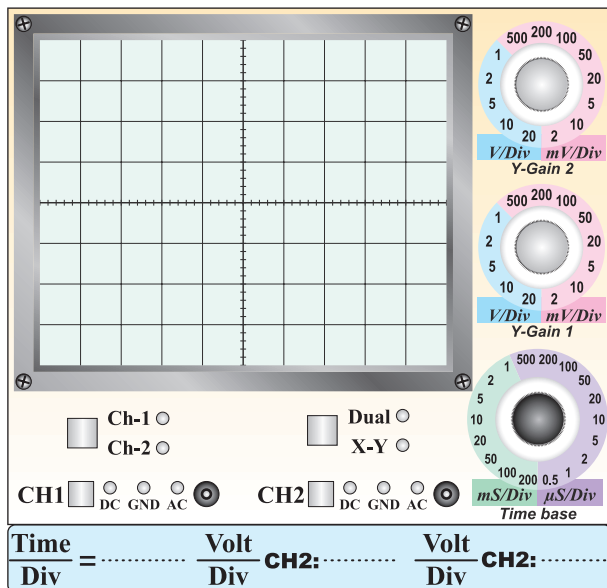 500 200 100
1 50
2 20
5 10
10 20 2
V/Div mV/Div
Y-Gain 2
500 200 100
1 50
2 20
5 10
10 20 2
V/Div mV/Div
Y-Gain 1
1 500 200 100
2 50
5 20
10 10
20 5
50 2
100 200 0.5 1
mS/Div µS/Div
Time base
Ch-1
Ch-2
Dual
X-Y
CH1 DC GND AC
CH2 DC GND AC
Time/Div = ............ Volt/Div CH2: ............ Volt/Div CH2: ............